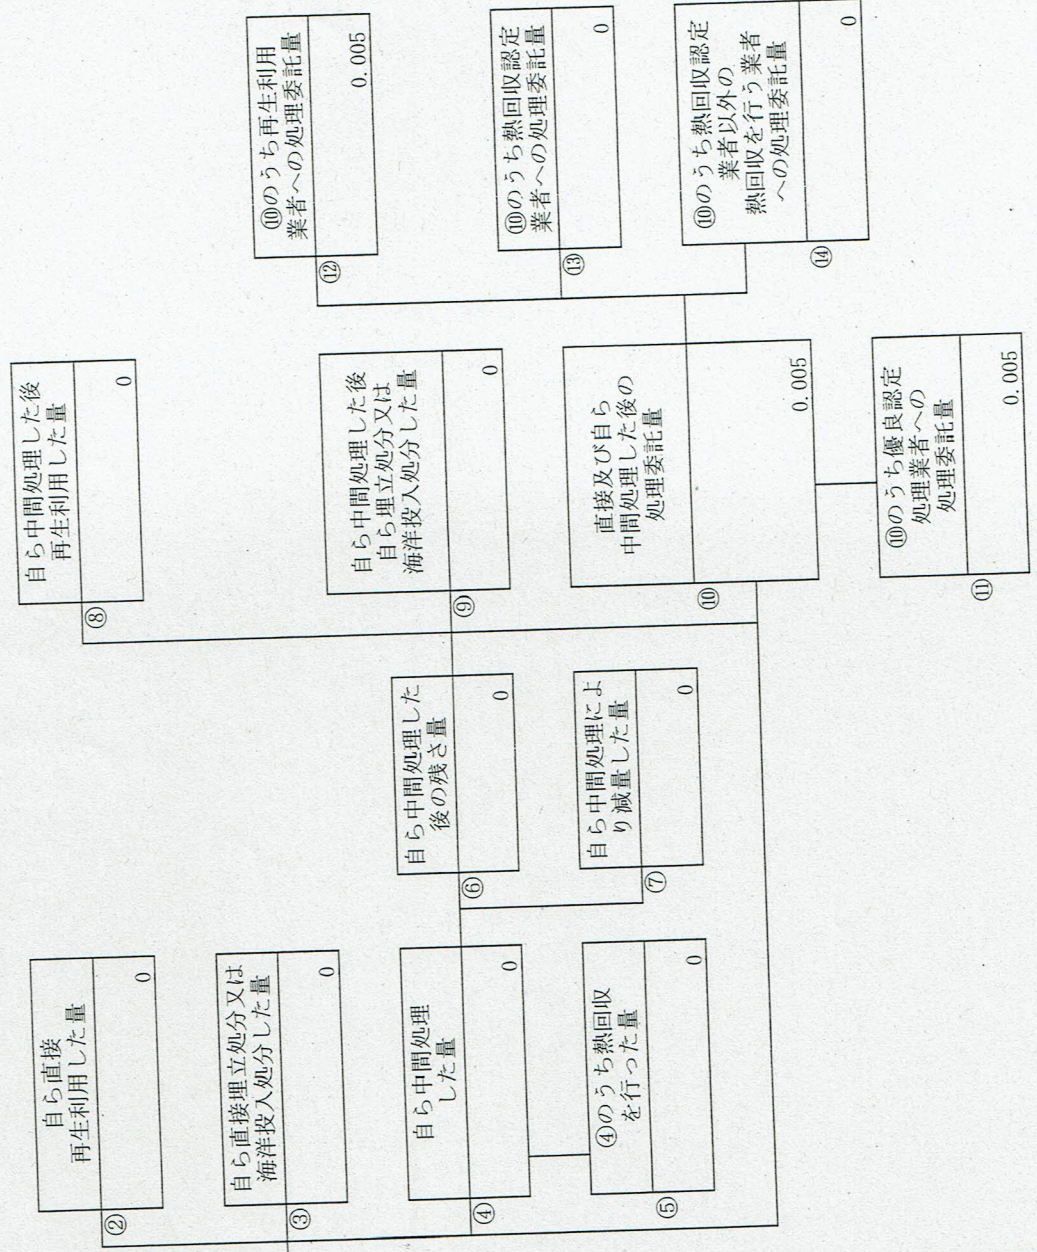 ②
自ら直接
再生利用した量
0
③
自ら直接埋立処分又は
海洋投入処分した量
0
④
自ら中間処理
した量
0
⑤
④のうち熱回収
を行った量
0
⑥
自ら中間処理した
後の残さ量
0
⑦
自ら中間処理によ
り減量した量
0
⑧
自ら中間処理した後
再生利用した量
0
⑨
自ら中間処理した後
自ら埋立処分又は
海洋投入処分した量
0
⑩
直接及び自ら
中間処理した後の
処理委託量
0.005
⑪
⑩のうち優良認定
処理業者への
処理委託量
0.005
⑫
⑩のうち再生利用
業者への処理委託量
0.005
⑬
⑩のうち熱回収認定
業者への処理委託量
0
⑭
⑩のうち熱回収認定
業者以外の
熱回収を行う業者
への処理委託量
0